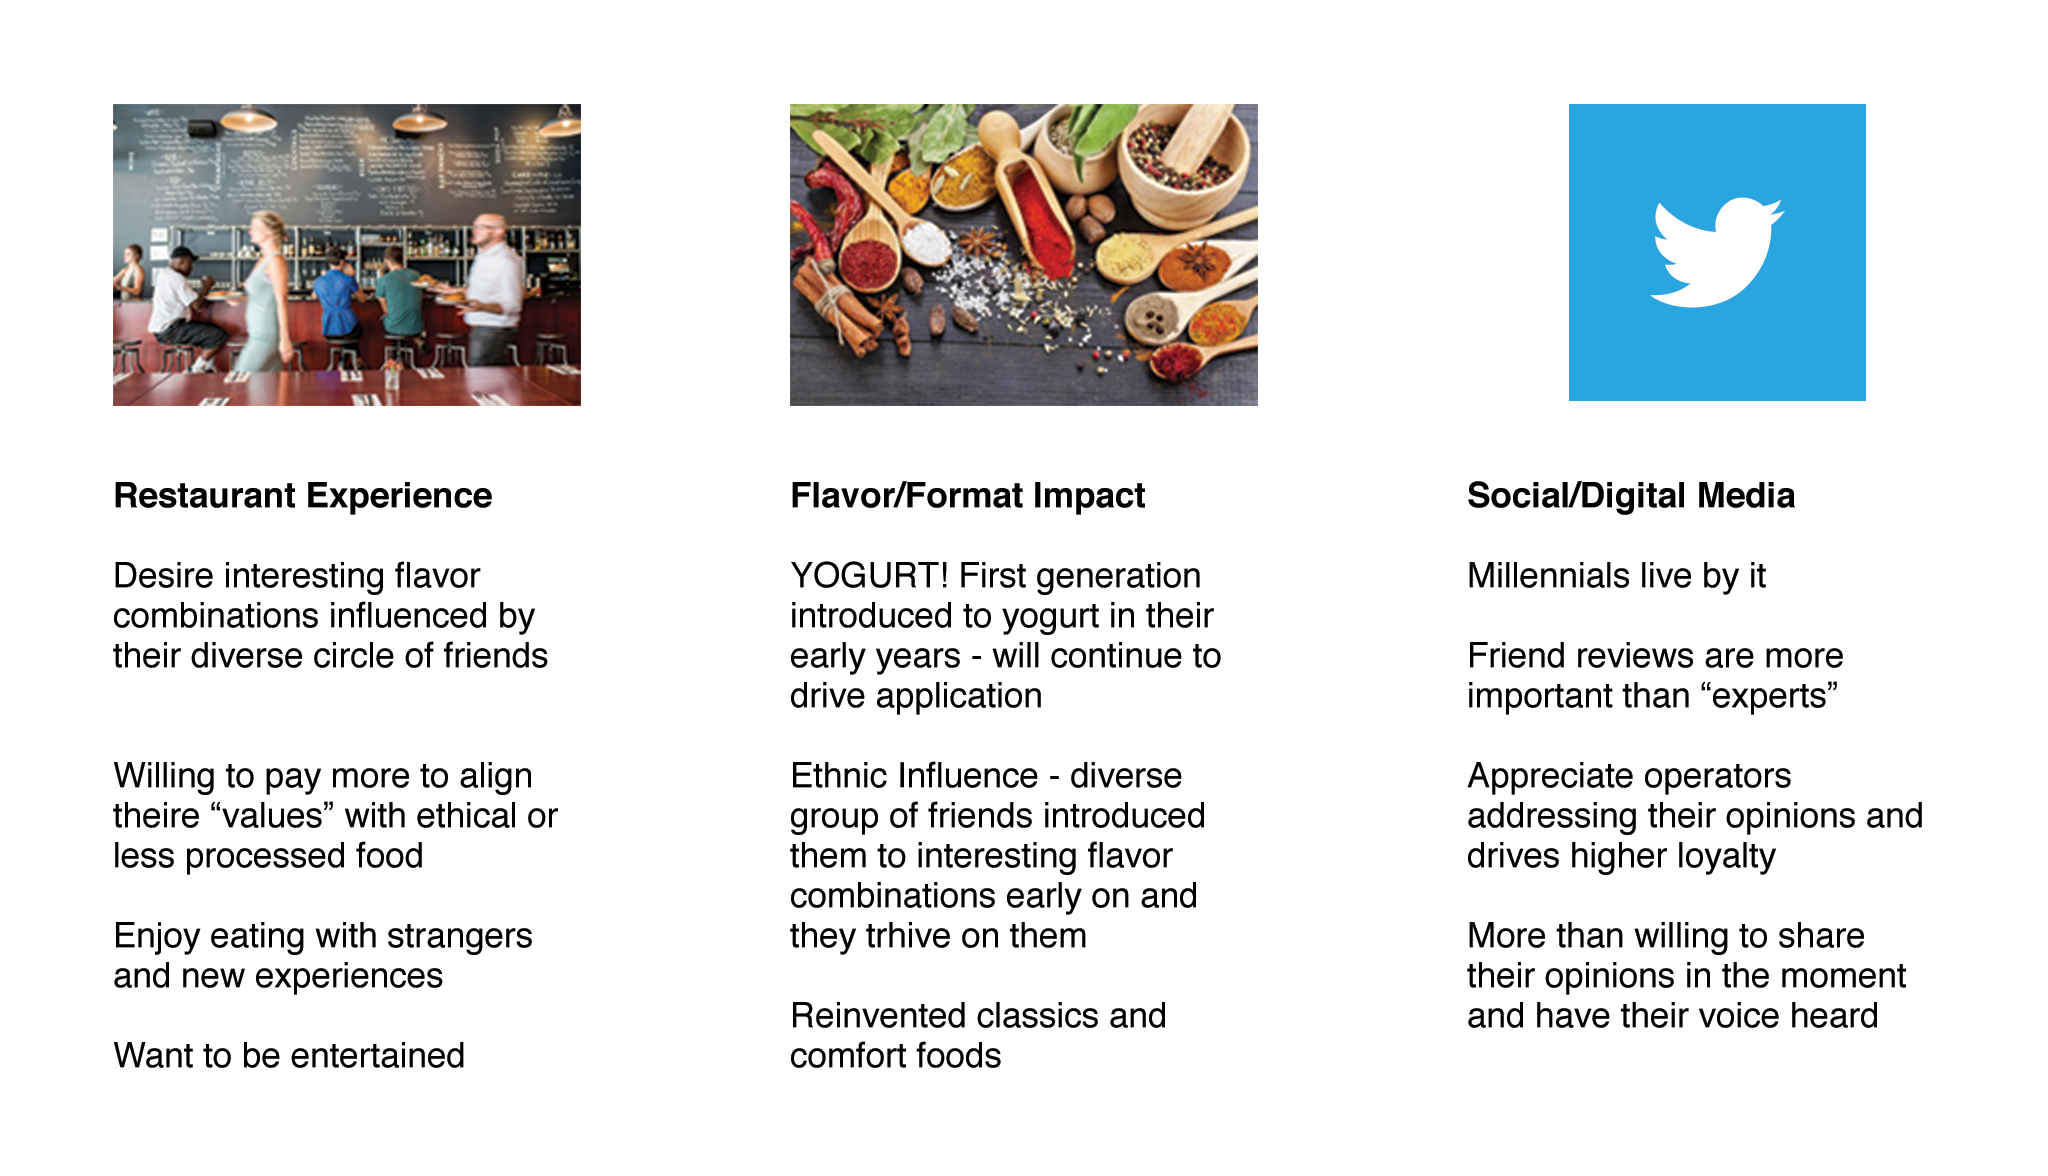 Restaurant Experience
Desire interesting flavor
combinations influenced by
their diverse circle of friends
Willing to pay more to align
theire “values” with ethical or
less processed food
Enjoy eating with strangers
and new experiences
Want to be entertained
Flavor/Format Impact
YOGURT! First generation
introduced to yogurt in their
early years - will continue to
drive application
Ethnic Influence - diverse
group of friends introduced
them to interesting flavor
combinations early on and
they trhive on them
Reinvented classics and
comfort foods
Social/Digital Media
Millennials live by it
Friend reviews are more
important than “experts”
Appreciate operators
addressing their opinions and
drives higher loyalty
More than willing to share
their opinions in the moment
and have their voice heard